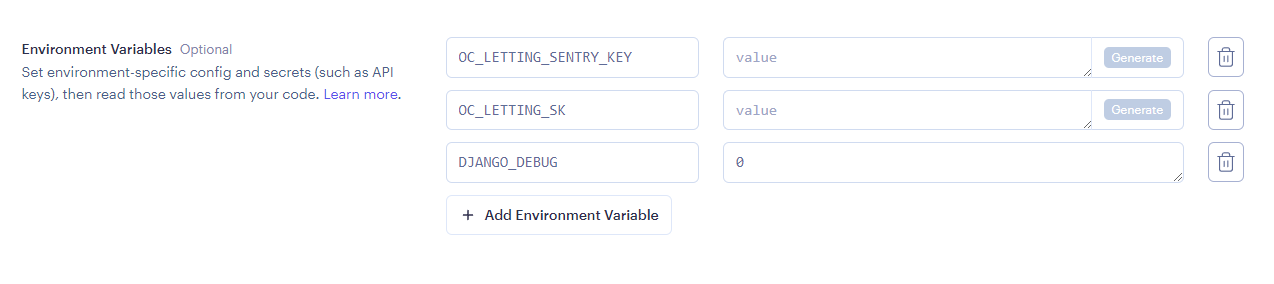 Environment Variables Optional
Set environment-specific config and secrets (such as API
keys), then read those values from your code. Learn more.
OC_LETTING_SENTRY_KEY
value
Generate
OC_LETTING_SK
value
Generate
DJANGO_DEBUG
0
+ Add Environment Variable